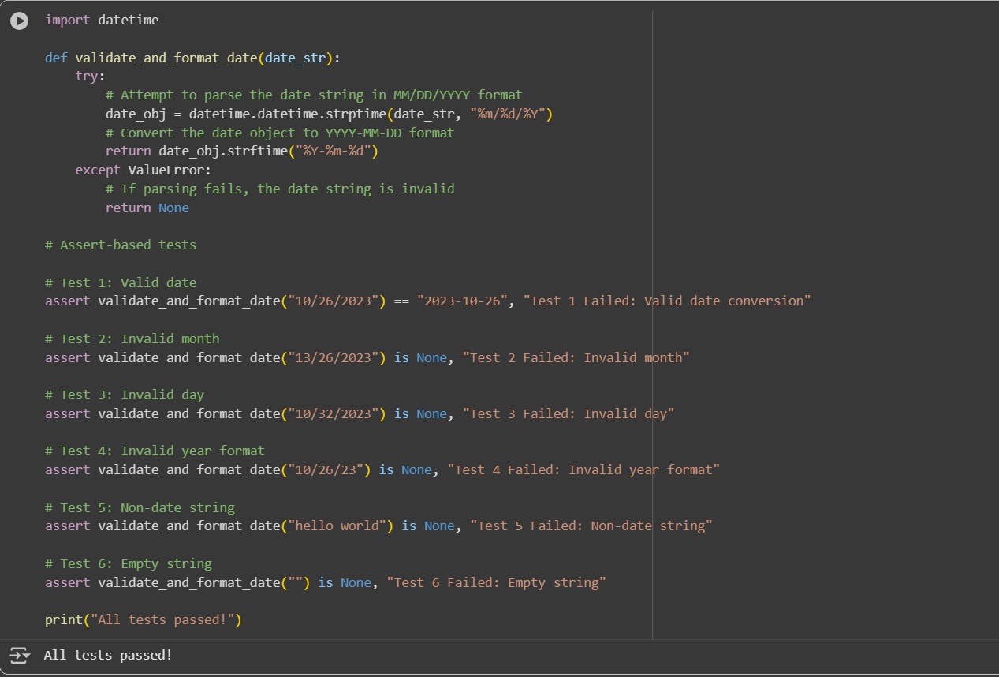 import datetime
def validate_and_format_date(date_str):
    try:
        # Attempt to parse the date string in MM/DD/YYYY format
        date_obj = datetime.datetime.strptime(date_str, "%m/%d/%Y")
        # Convert the date object to YYYY-MM-DD format
        return date_obj.strftime("%Y-%m-%d")
    except ValueError:
        # If parsing fails, the date string is invalid
        return None
# Assert-based tests
# Test 1: Valid date
assert validate_and_format_date("10/26/2023") == "2023-10-26", "Test 1 Failed: Valid date conversion"
# Test 2: Invalid month
assert validate_and_format_date("13/26/2023") is None, "Test 2 Failed: Invalid month"
# Test 3: Invalid day
assert validate_and_format_date("10/32/2023") is None, "Test 3 Failed: Invalid day"
# Test 4: Invalid year format
assert validate_and_format_date("10/26/23") is None, "Test 4 Failed: Invalid year format"
# Test 5: Non-date string
assert validate_and_format_date("hello world") is None, "Test 5 Failed: Non-date string"
# Test 6: Empty string
assert validate_and_format_date("") is None, "Test 6 Failed: Empty string"
print("All tests passed!")
All tests passed!